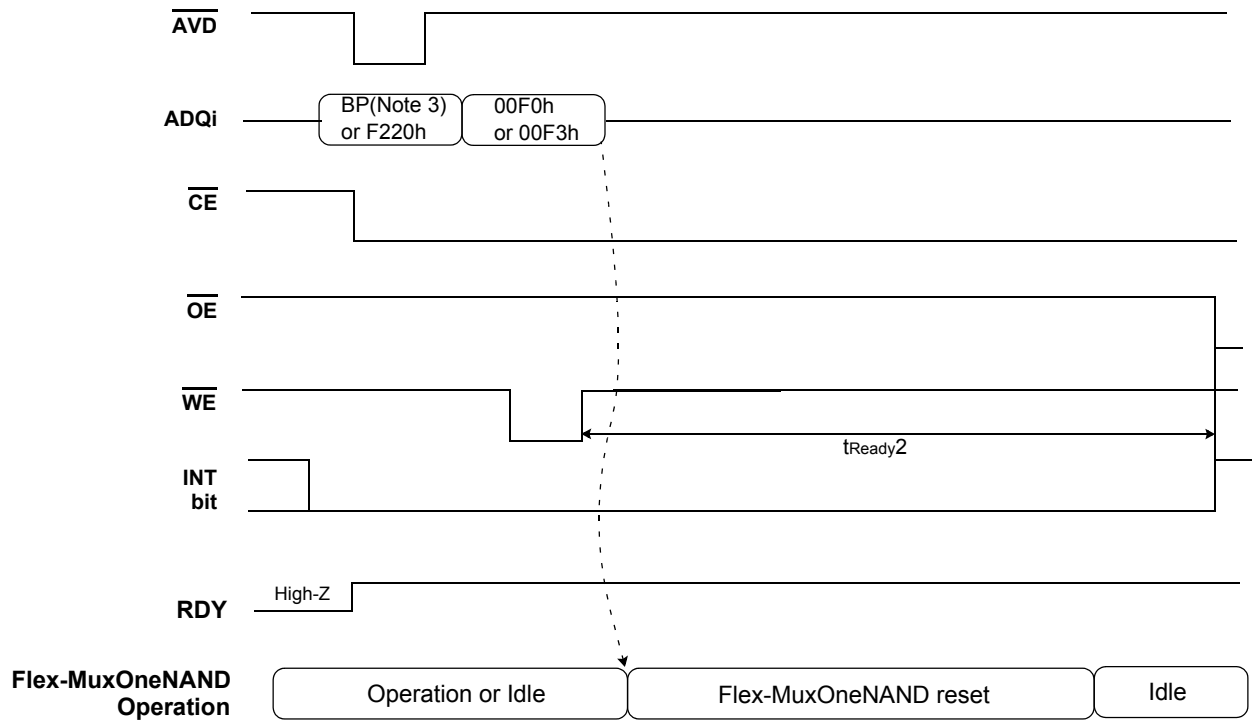 AVD
ADQi
BP(Note 3)
or F220h
00F0h
or 00F3h
CE
OE
WE
tReady2
INT
bit
High-Z
RDY
Flex-MuxOneNAND
Operation
Operation or Idle
Flex-MuxOneNAND reset
Idle